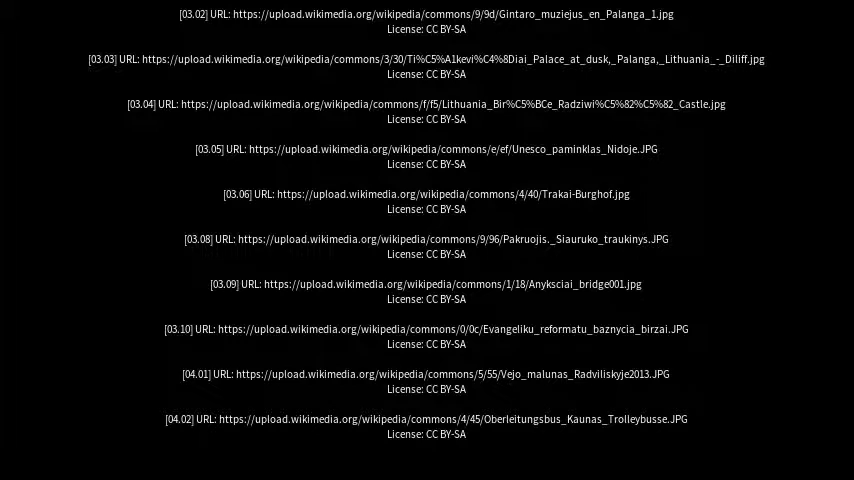 [03.02] URL: https://upload.wikimedia.org/wikipedia/commons/9/9d/Gintaro_muziejus_en_Palanga_1.jpg
License: CC BY-SA
[03.03] URL: https://upload.wikimedia.org/wikipedia/commons/3/30/Ti%C5%A1kevi%C4%8Diai_Palace_at_dusk,_Palanga,_Lithuania_-_Diliff.jpg
License: CC BY-SA
[03.04] URL: https://upload.wikimedia.org/wikipedia/commons/f/f5/Lithuania_Bir%C5%BCe_Radziwi%C5%82%C5%82_Castle.jpg
License: CC BY-SA
[03.05] URL: https://upload.wikimedia.org/wikipedia/commons/e/ef/Unesco_paminklas_Nidoje.JPG
License: CC BY-SA
[03.06] URL: https://upload.wikimedia.org/wikipedia/commons/4/40/Trakai-Burghof.jpg
License: CC BY-SA
[03.08] URL: https://upload.wikimedia.org/wikipedia/commons/9/96/Pakruojis._Siauruko_traukinys.JPG
License: CC BY-SA
[03.09] URL: https://upload.wikimedia.org/wikipedia/commons/1/18/Anyksciai_bridge001.jpg
License: CC BY-SA
[03.10] URL: https://upload.wikimedia.org/wikipedia/commons/0/0c/Evangeliku_reformatu_baznycia_birzai.JPG
License: CC BY-SA
[04.01] URL: https://upload.wikimedia.org/wikipedia/commons/5/55/Vejo_malunas_Radviliskyje2013.JPG
License: CC BY-SA
[04.02] URL: https://upload.wikimedia.org/wikipedia/commons/4/45/Oberleitungsbus_Kaunas_Trolleybusse.JPG
License: CC BY-SA